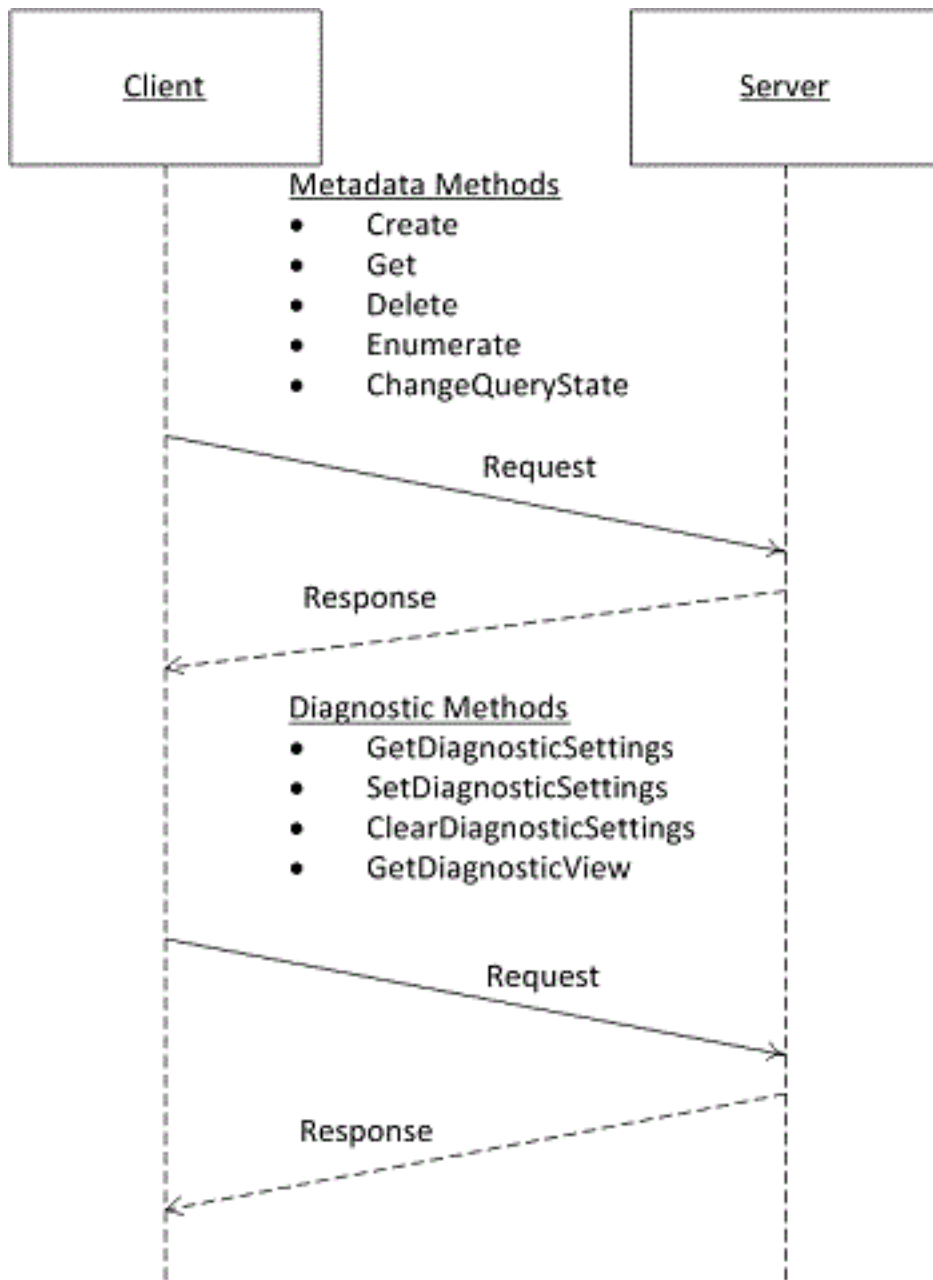 Client
Server
Metadata Methods
• Create
• Get
• Delete
• Enumerate
• ChangeQueryState
Request
Response
Diagnostic Methods
• GetDiagnosticSettings
• SetDiagnosticSettings
• ClearDiagnosticSettings
• GetDiagnosticView
Request
Response